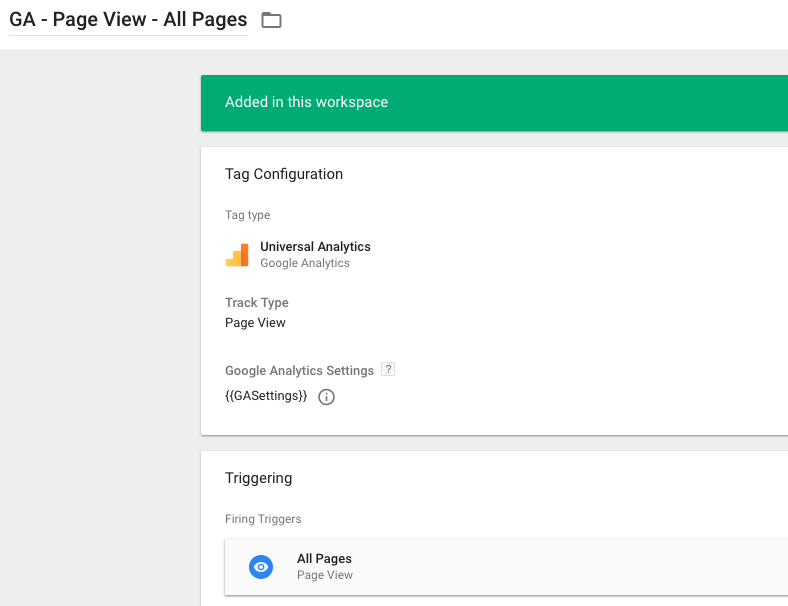 GA - Page View - All Pages
Added in this workspace
Tag Configuration
Tag type
Universal Analytics
Google Analytics
Track Type
Page View
Google Analytics Settings ?
{{GASettings}}
Triggering
Firing Triggers
All Pages
Page View